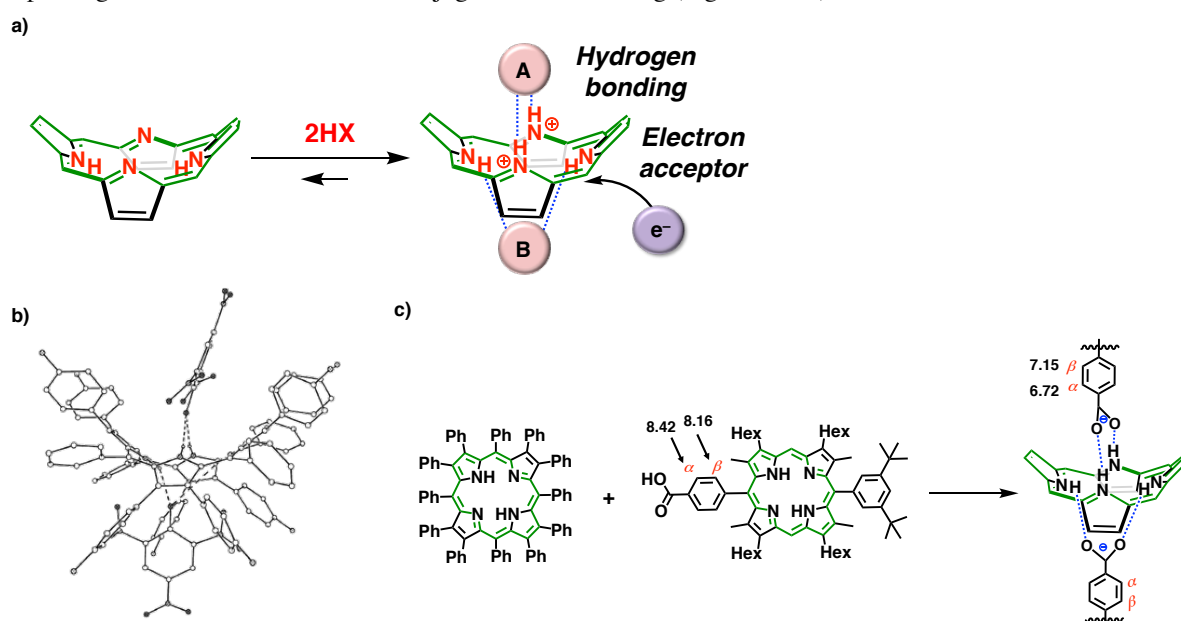 a)
A
Hydrogen
bonding
H
H
N
⊕
N
N
H
N
H
N
2HX
N
H
⊕
N
H
N
Electron
acceptor
B
e–
b)
c)
Ph
Ph
Ph
Ph
Ph
Ph
Ph
Ph
Ph
Ph
Ph
Ph
NH
N
N
HN
+
8.42
8.16
α
β
HO
O
Hex
Hex
NH
N
N
HN
Hex
Hex
7.15 β
6.72 α
⊖
O
O
H
H
N
NH
N
H
N
O
⊖
O
α
β